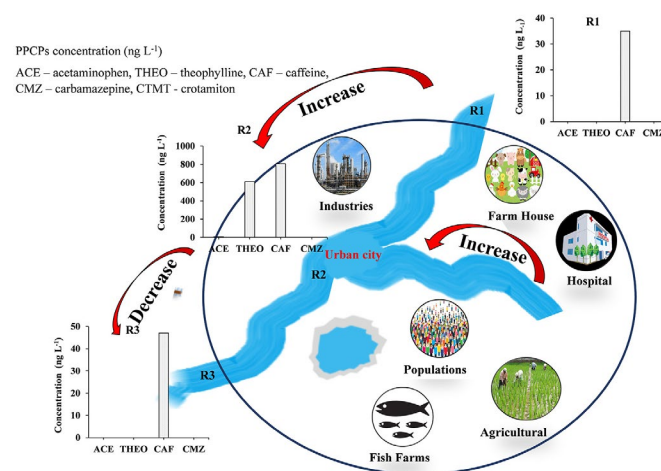 PPCPs concentration (ng L-1)
ACE – acetaminophen, THEO – theophylline, CAF – caffeine,
CMZ – carbamazepine, CTMT - crotamiton
R1
Concentration (ng L-1)
40
30
20
10
0
ACE THEO CAF CMZ
Increase
R1
R2
Concentration (ng L-1)
1000
800
600
400
200
0
ACE THEO CAF CMZ
Industries
Farm House
Increase
Hospital
Urban city
R2
Decrease
R3
Concentration (ng L-1)
50
40
30
20
10
0
ACE THEO CAF CMZ
R3
Populations
Agricultural
Fish Farms